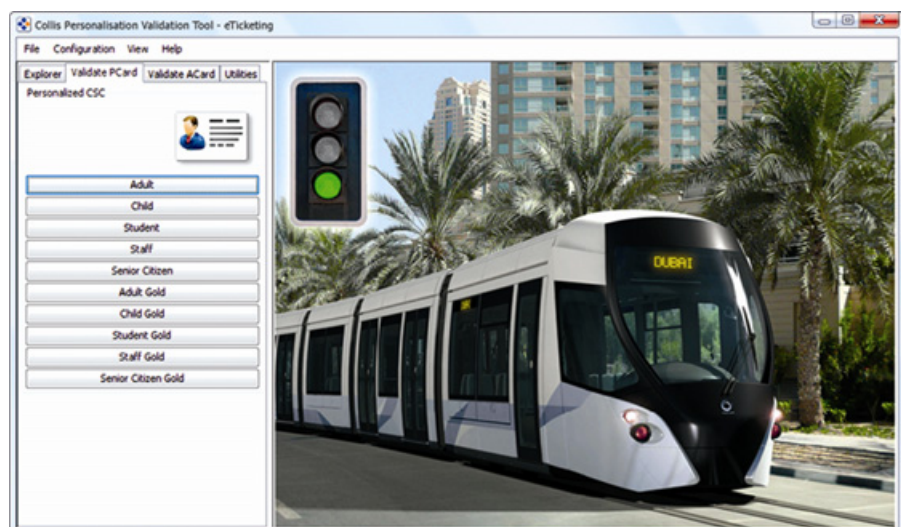 Collis Personalisation Validation Tool - eTicketing
File Configuration View Help
Explorer Validate PCard Validate ACard Utilities
Personalized CSC
Adult
Child
Student
Staff
Senior Citizen
Adult Gold
Child Gold
Student Gold
Staff Gold
Senior Citizen Gold
DUBAI